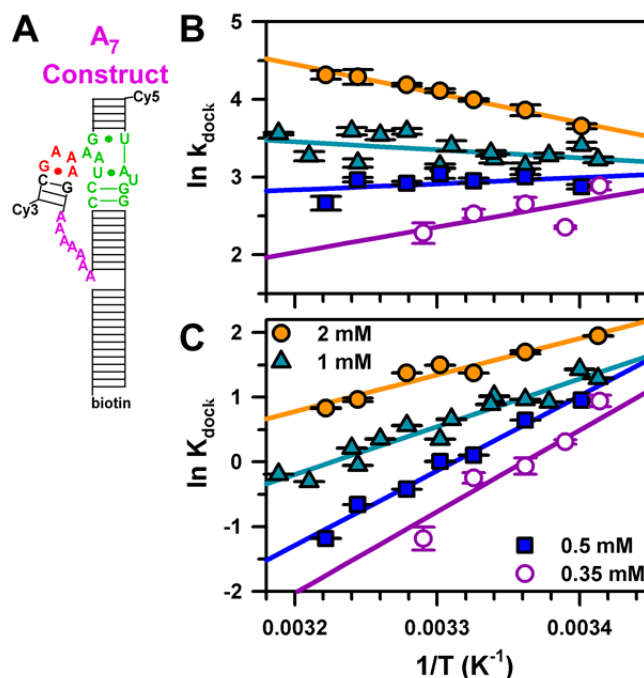 A
A7
Construct
Cy5
G A A A
G
C
Cy3
G A A U C C
U A U G G
A A A A A A A
biotin
B
ln kdock
5
4
3
2
C
ln Kdock
2
1
0
-1
-2
2 mM
1 mM
0.5 mM
0.35 mM
0.0032
0.0033
0.0034
1/T (K-1)